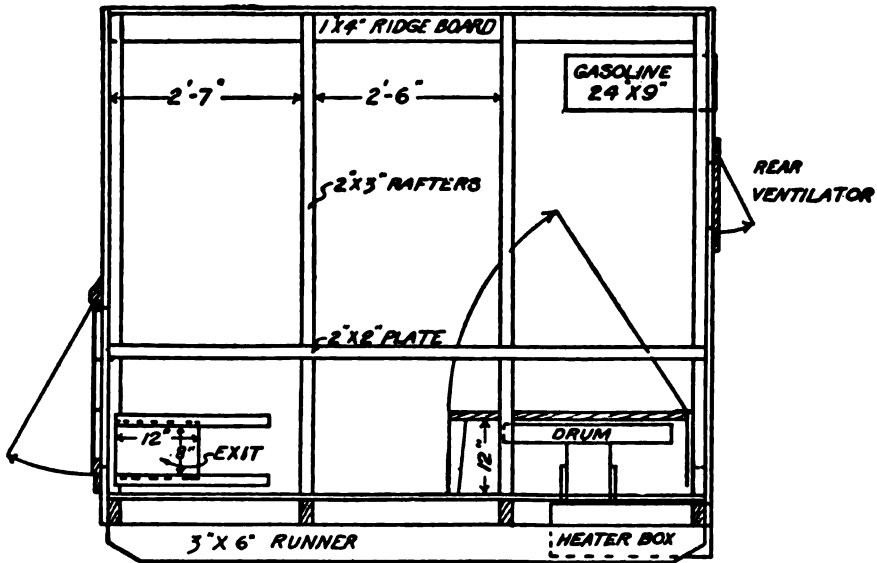 1"X4" RIDGE BOARD
GASOLINE
24"X9"
2'-7"
2'-6"
REAR
VENTILATOR
2"X3" RAFTERS
2"X2" PLATE
12"
8"
EXIT
12"
DRUM
3"X6" RUNNER
HEATER BOX